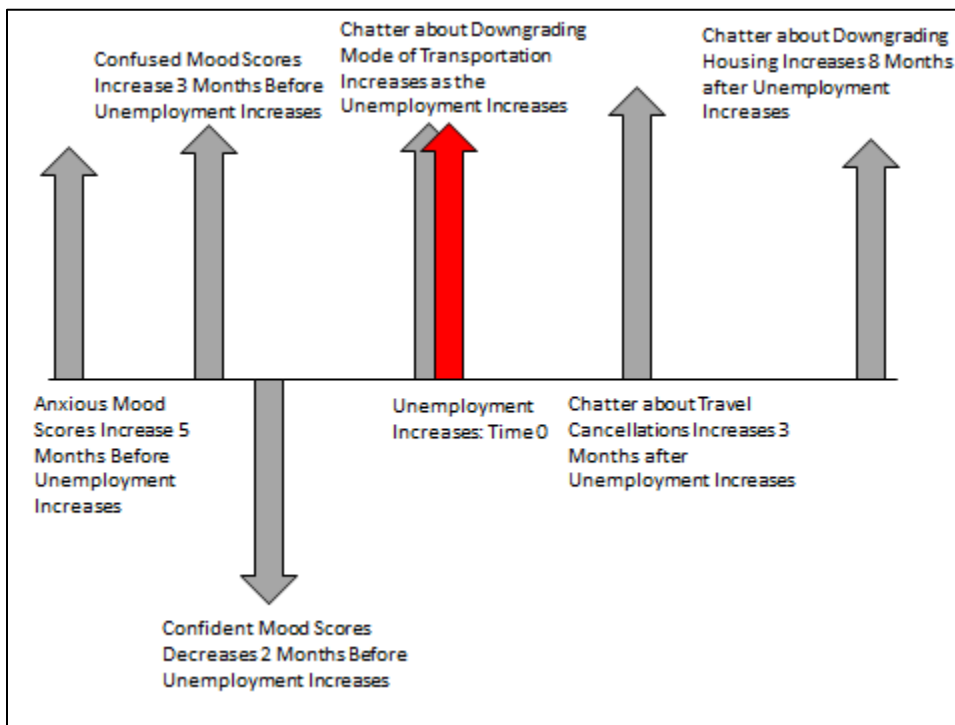 Confused Mood Scores
Increase 3 Months Before
Unemployment Increases
Chatter about Downgrading
Mode of Transportation
Increases as the
Unemployment Increases
Chatter about Downgrading
Housing Increases 8 Months
after Unemployment
Increases
Anxious Mood
Scores Increase 5
Months Before
Unemployment
Increases
Unemployment
Increases: Time 0
Chatter about Travel
Cancellations Increases 3
Months after
Unemployment Increases
Confident Mood Scores
Decreases 2 Months Before
Unemployment Increases